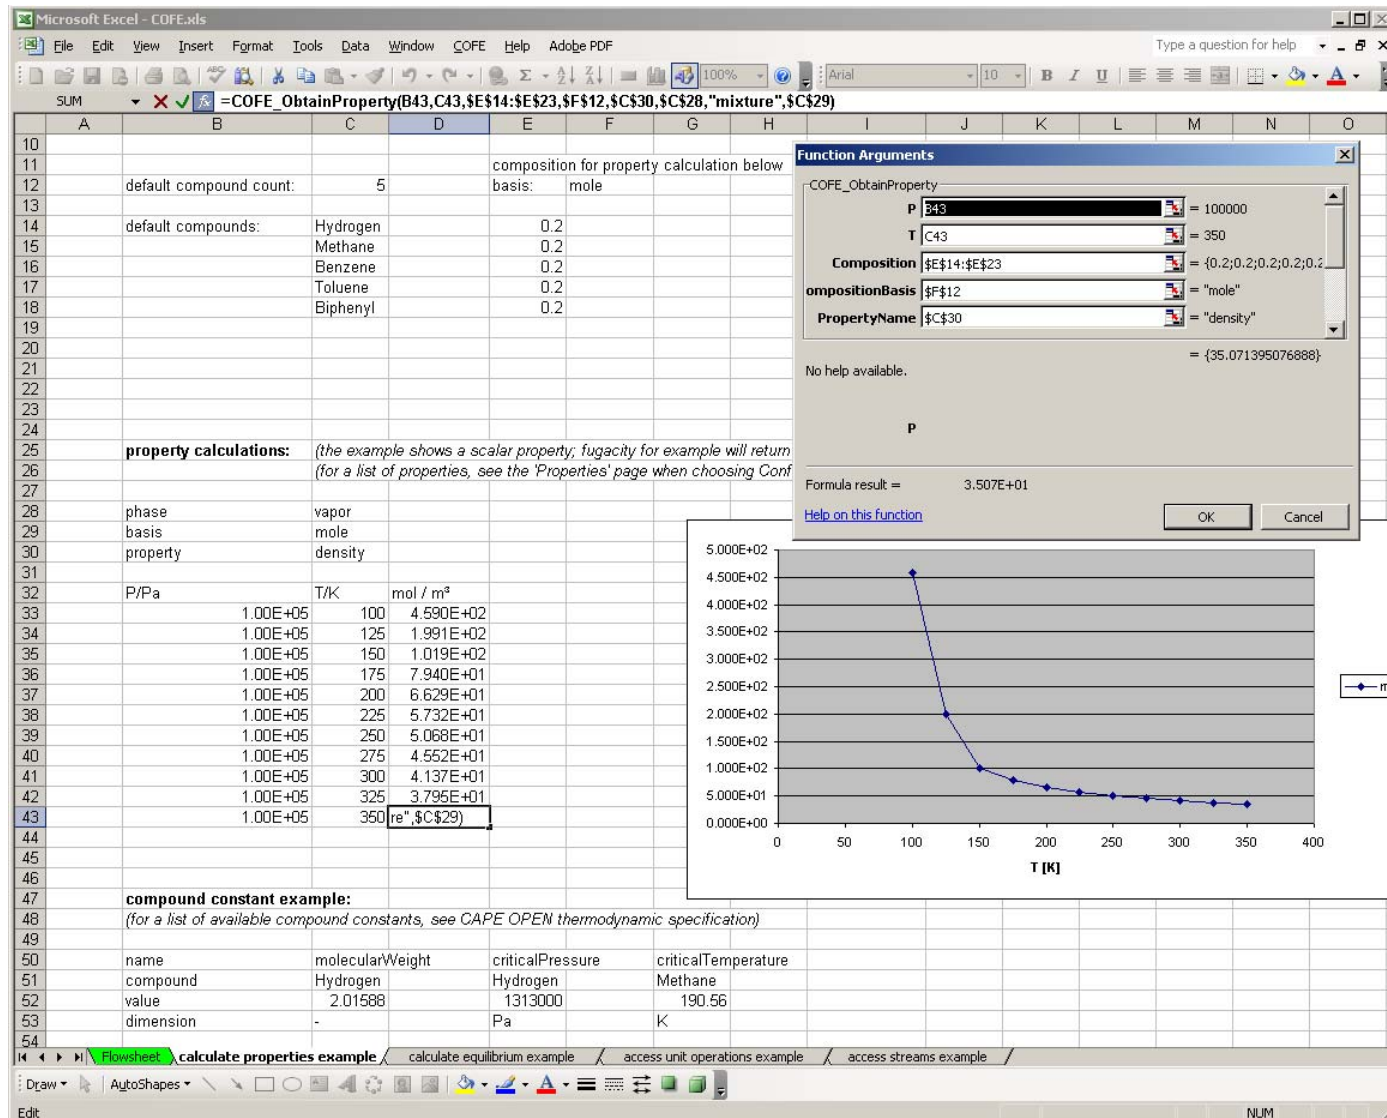 Microsoft Excel - COFE.xls
File Edit View Insert Format Tools Data Window COFE Help Adobe PDF Type a question for help
100% Arial 10 B I U A
SUM =COFE_ObtainProperty(B43,C43,$E$14:$E$23,$F$12,$C$30,$C$28,"mixture",$C$29)
A B C D E F G H I J K L M N O
10
11 composition for property calculation below
12 default compound count: 5 basis: mole
13
14 default compounds: Hydrogen 0.2
15 Methane 0.2
16 Benzene 0.2
17 Toluene 0.2
18 Biphenyl 0.2
19
20
21
22
23
24
25 property calculations: (the example shows a scalar property; fugacity for example will return
26 (for a list of properties, see the 'Properties' page when choosing Conf
27
28 phase vapor
29 basis mole
30 property density
31
32 P/Pa T/K mol / m³
33 1.00E+05 100 4.590E+02
34 1.00E+05 125 1.991E+02
35 1.00E+05 150 1.019E+02
36 1.00E+05 175 7.940E+01
37 1.00E+05 200 6.629E+01
38 1.00E+05 225 5.732E+01
39 1.00E+05 250 5.068E+01
40 1.00E+05 275 4.552E+01
41 1.00E+05 300 4.137E+01
42 1.00E+05 325 3.795E+01
43 1.00E+05 350 re",$C$29)
44
45
46
47 compound constant example:
48 (for a list of available compound constants, see CAPE OPEN thermodynamic specification)
49
50 name molecularWeight criticalPressure criticalTemperature
51 compound Hydrogen Hydrogen Methane
52 value 2.01588 1313000 190.56
53 dimension - Pa K
54
Function Arguments
COFE_ObtainProperty
P B43 = 100000
T C43 = 350
Composition $E$14:$E$23 = {0.2;0.2;0.2;0.2;0.2
ompositionBasis $F$12 = "mole"
PropertyName $C$30 = "density"
= {35.071395076888}
No help available.
P
Formula result = 3.507E+01
Help on this function OK Cancel
5.000E+02
4.500E+02
4.000E+02
3.500E+02
3.000E+02
2.500E+02
2.000E+02
1.500E+02
1.000E+02
5.000E+01
0.000E+00
0 50 100 150 200 250 300 350 400
T [K]
Flowsheet calculate properties example calculate equilibrium example access unit operations example access streams example
Draw AutoShapes A A
Edit NUM